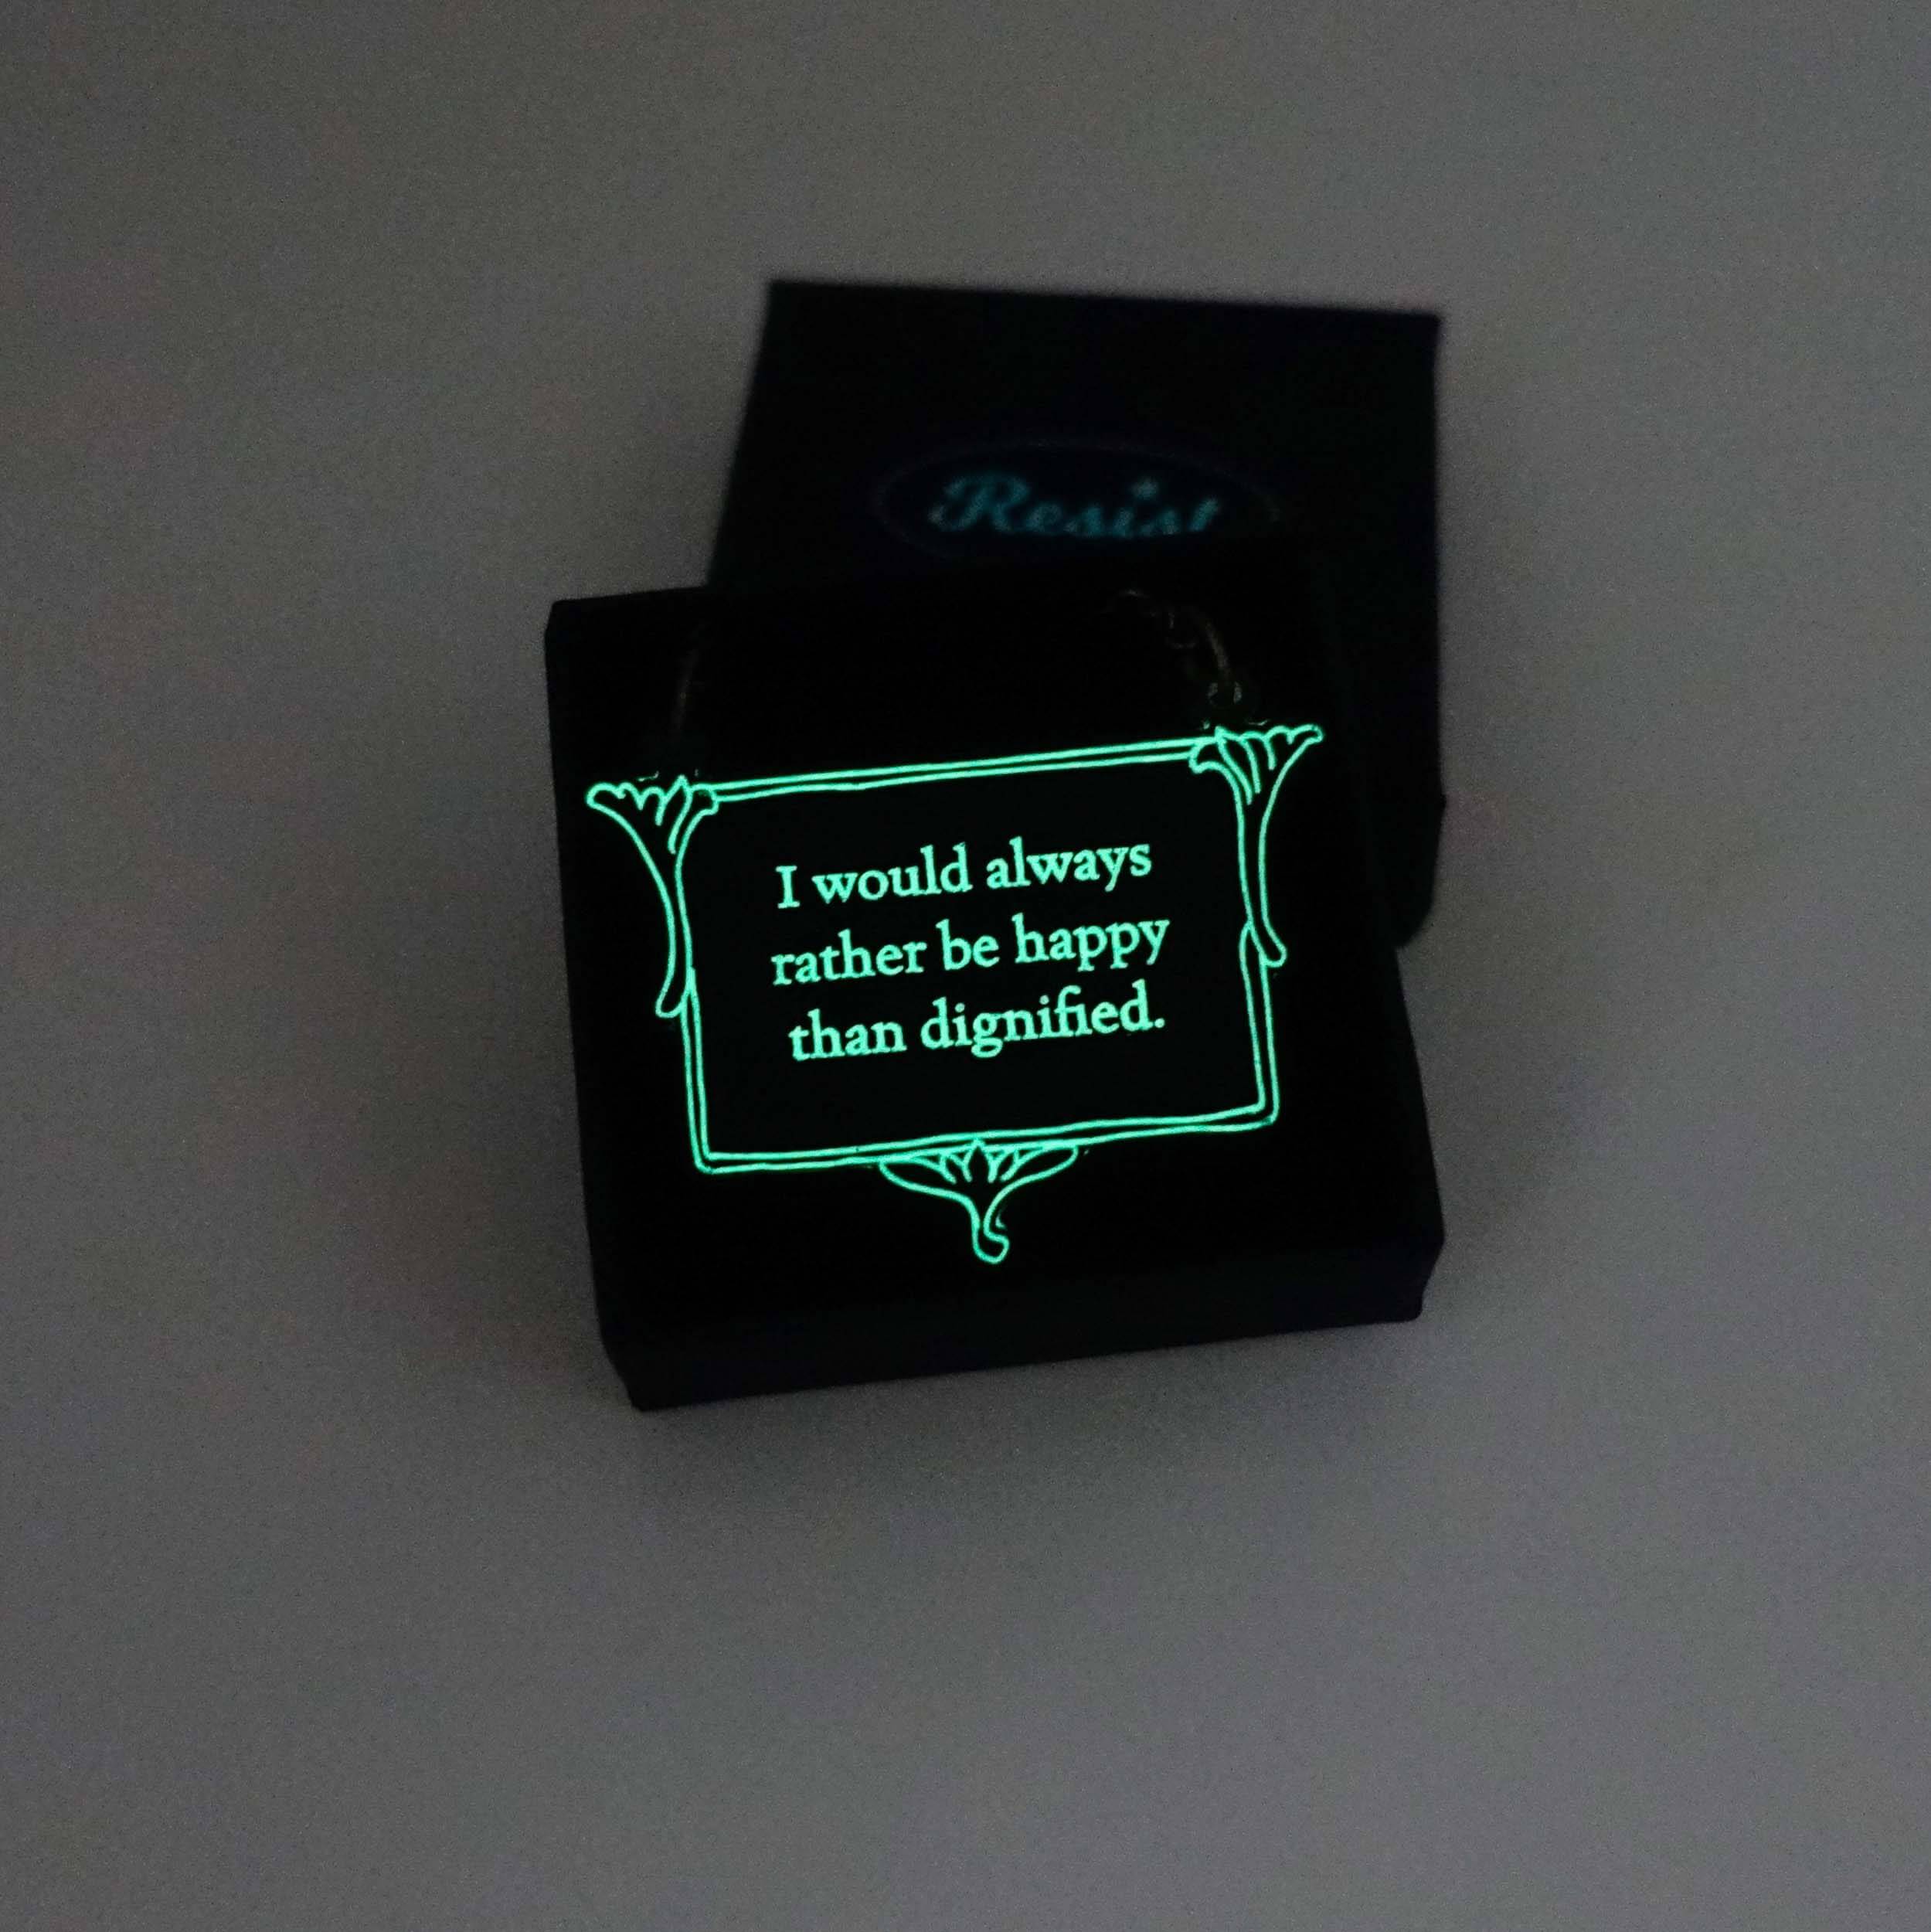 Resist
I would always
rather be happy
than dignified.